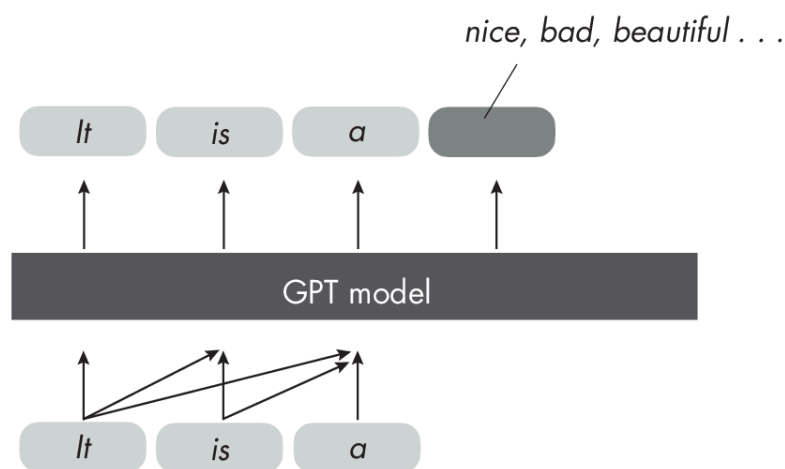 nice, bad, beautiful . . .
It is a
GPT model
It is a